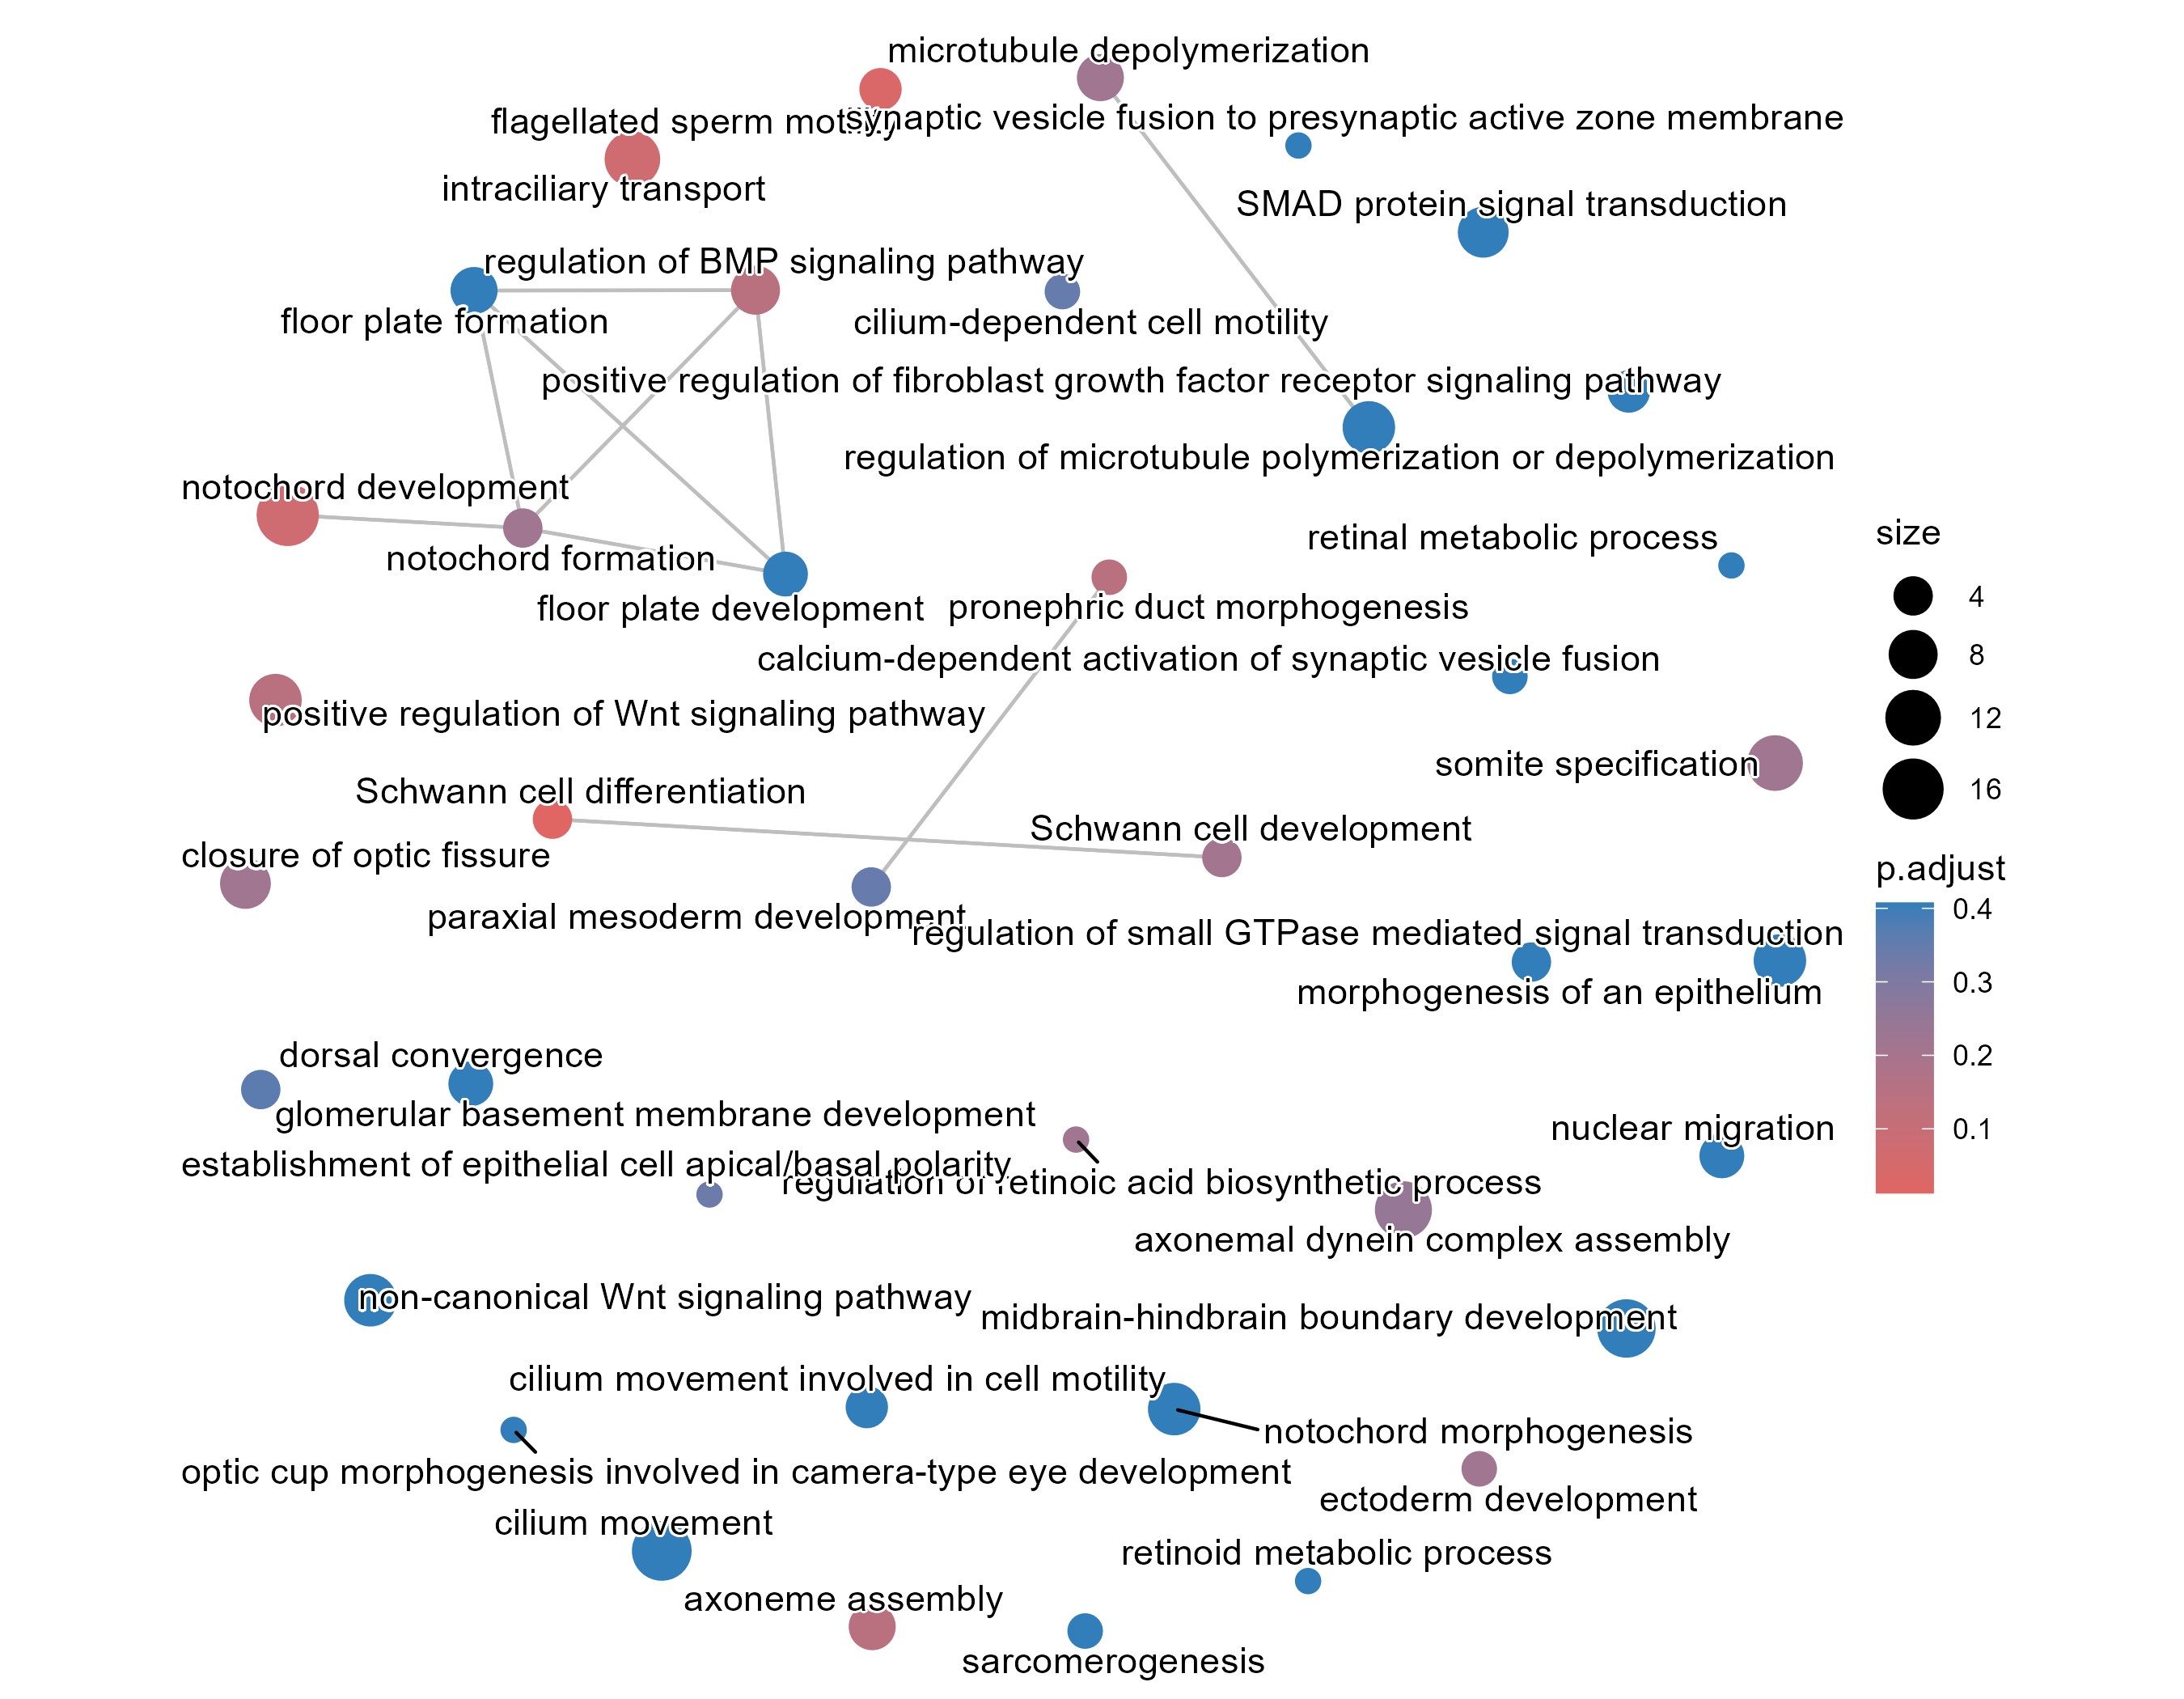 microtubule depolymerization
flagellated sperm motility
synaptic vesicle fusion to presynaptic active zone membrane
intraciliary transport
SMAD protein signal transduction
regulation of BMP signaling pathway
floor plate formation
cilium-dependent cell motility
positive regulation of fibroblast growth factor receptor signaling pathway
regulation of microtubule polymerization or depolymerization
notochord development
notochord formation
retinal metabolic process
floor plate development
pronephric duct morphogenesis
calcium-dependent activation of synaptic vesicle fusion
positive regulation of Wnt signaling pathway
somite specification
Schwann cell differentiation
Schwann cell development
closure of optic fissure
paraxial mesoderm development
regulation of small GTPase mediated signal transduction
morphogenesis of an epithelium
dorsal convergence
glomerular basement membrane development
nuclear migration
establishment of epithelial cell apical/basal polarity
regulation of retinoic acid biosynthetic process
axonemal dynein complex assembly
non-canonical Wnt signaling pathway
midbrain-hindbrain boundary development
cilium movement involved in cell motility
notochord morphogenesis
optic cup morphogenesis involved in camera-type eye development
ectoderm development
cilium movement
retinoid metabolic process
axoneme assembly
sarcomerogenesis
size
4
8
12
16
p.adjust
0.4
0.3
0.2
0.1